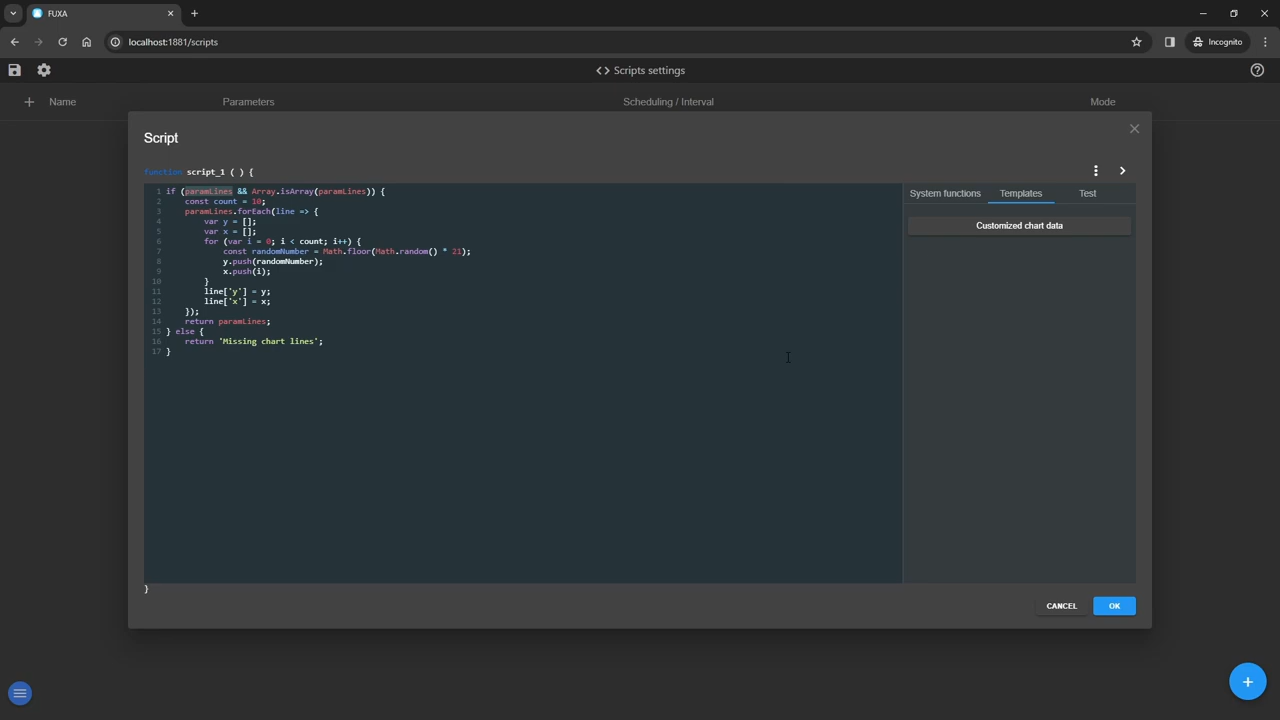 FUXA
localhost:1881/scripts
Incognito
Scripts settings
Name Parameters Scheduling / Interval Mode
Script
function script_1 ( ) {
1 if (paramLines && Array.isArray(paramLines)) {
2 const count = 10;
3 paramLines.forEach(line => {
4 var y = [];
5 var x = [];
6 for (var i = 0; i < count; i++) {
7 const randomNumber = Math.floor(Math.random() * 21);
8 y.push(randomNumber);
9 x.push(i);
10 }
11 line['y'] = y;
12 line['x'] = x;
13 });
14 return paramLines;
15 } else {
16 return 'Missing chart lines';
17 }
}
System functions Templates Test
Customized chart data
CANCEL OK